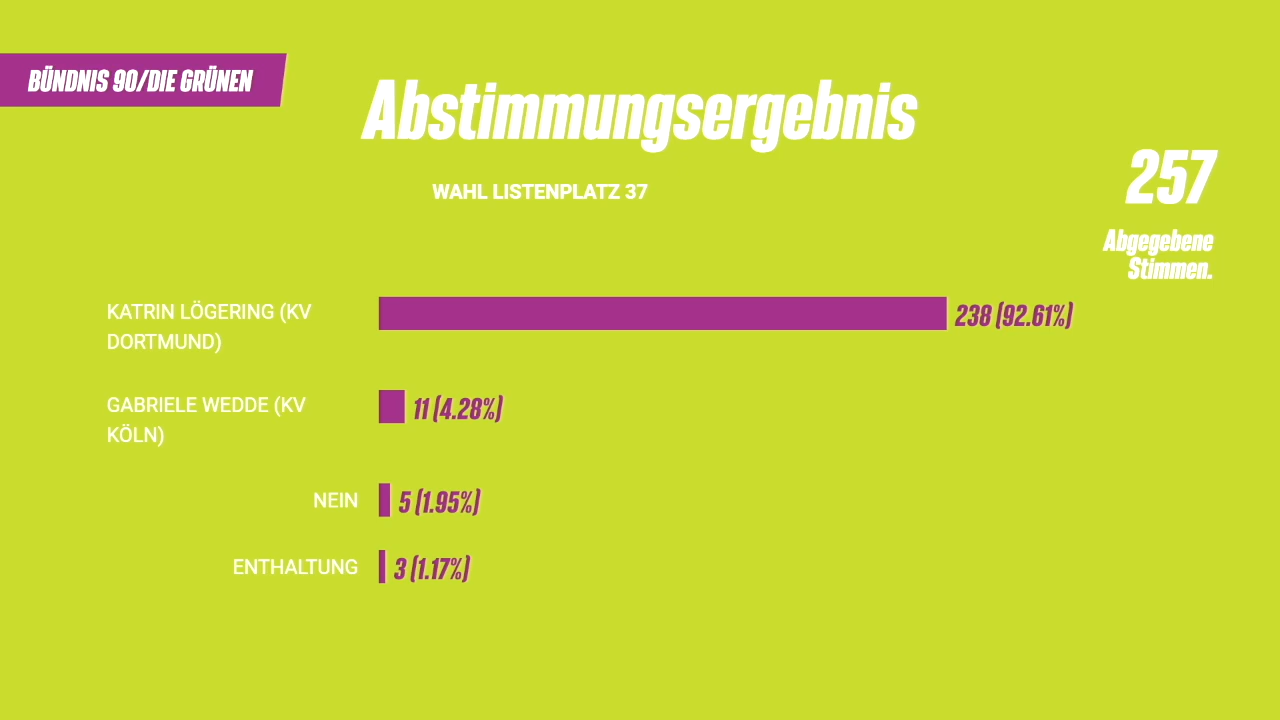 BÜNDNIS 90/DIE GRÜNEN
Abstimmungsergebnis
WAHL LISTENPLATZ 37
257
Abgegebene
Stimmen.
KATRIN LÖGERING (KV
DORTMUND)
238 (92.61%)
GABRIELE WEDDE (KV
KÖLN)
11 (4.28%)
NEIN
5 (1.95%)
ENTHALTUNG
3 (1.17%)